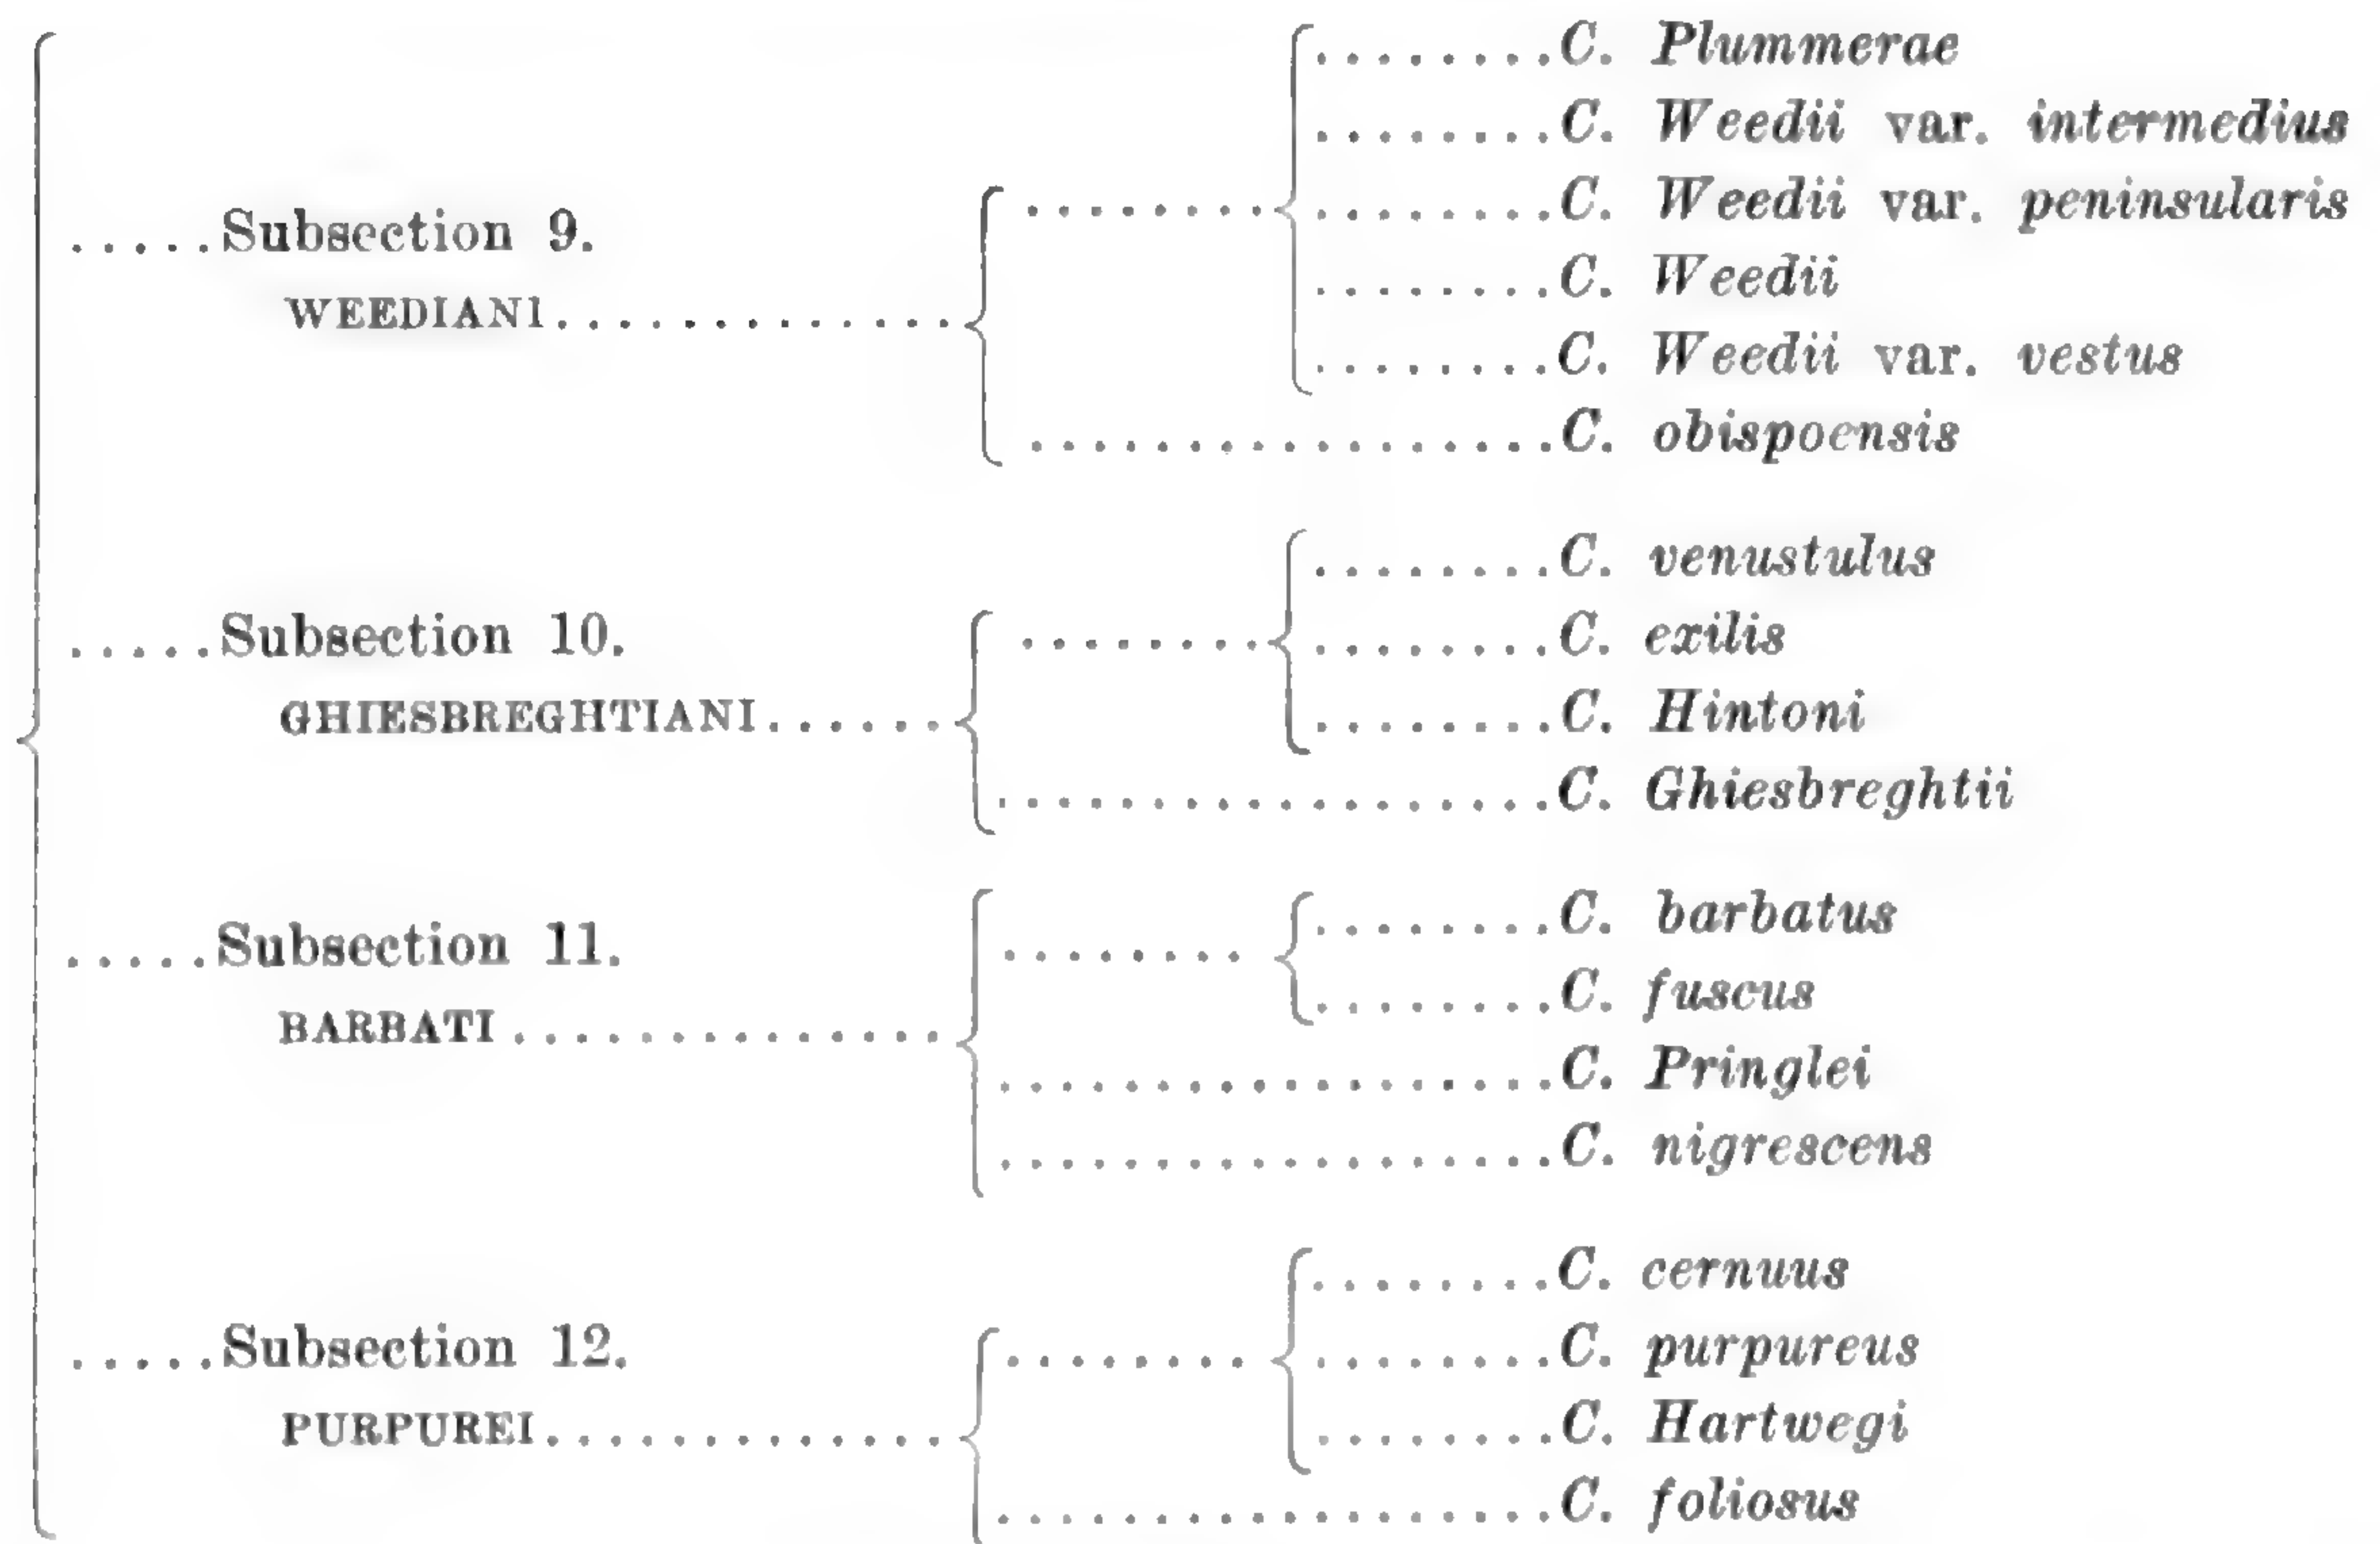 C. Plummerae
C. Weedii var. intermedius
C. Weedii var. peninsularis
Subsection 9.
C. Weedii
WEEDIANI
C. Weedii var. vestus
C. obispoensis
C. venustulus
Subsection 10.
C. exilis
GHIESBREGHTIANI
C. Hintoni
C. Ghiesbreghtii
C. barbatus
Subsection 11.
C. fuscus
BARBATI
C. Pringlei
C. nigrescens
C. cernuus
Subsection 12.
C. purpureus
PURPUREI
C. Hartwegi
C. foliosus